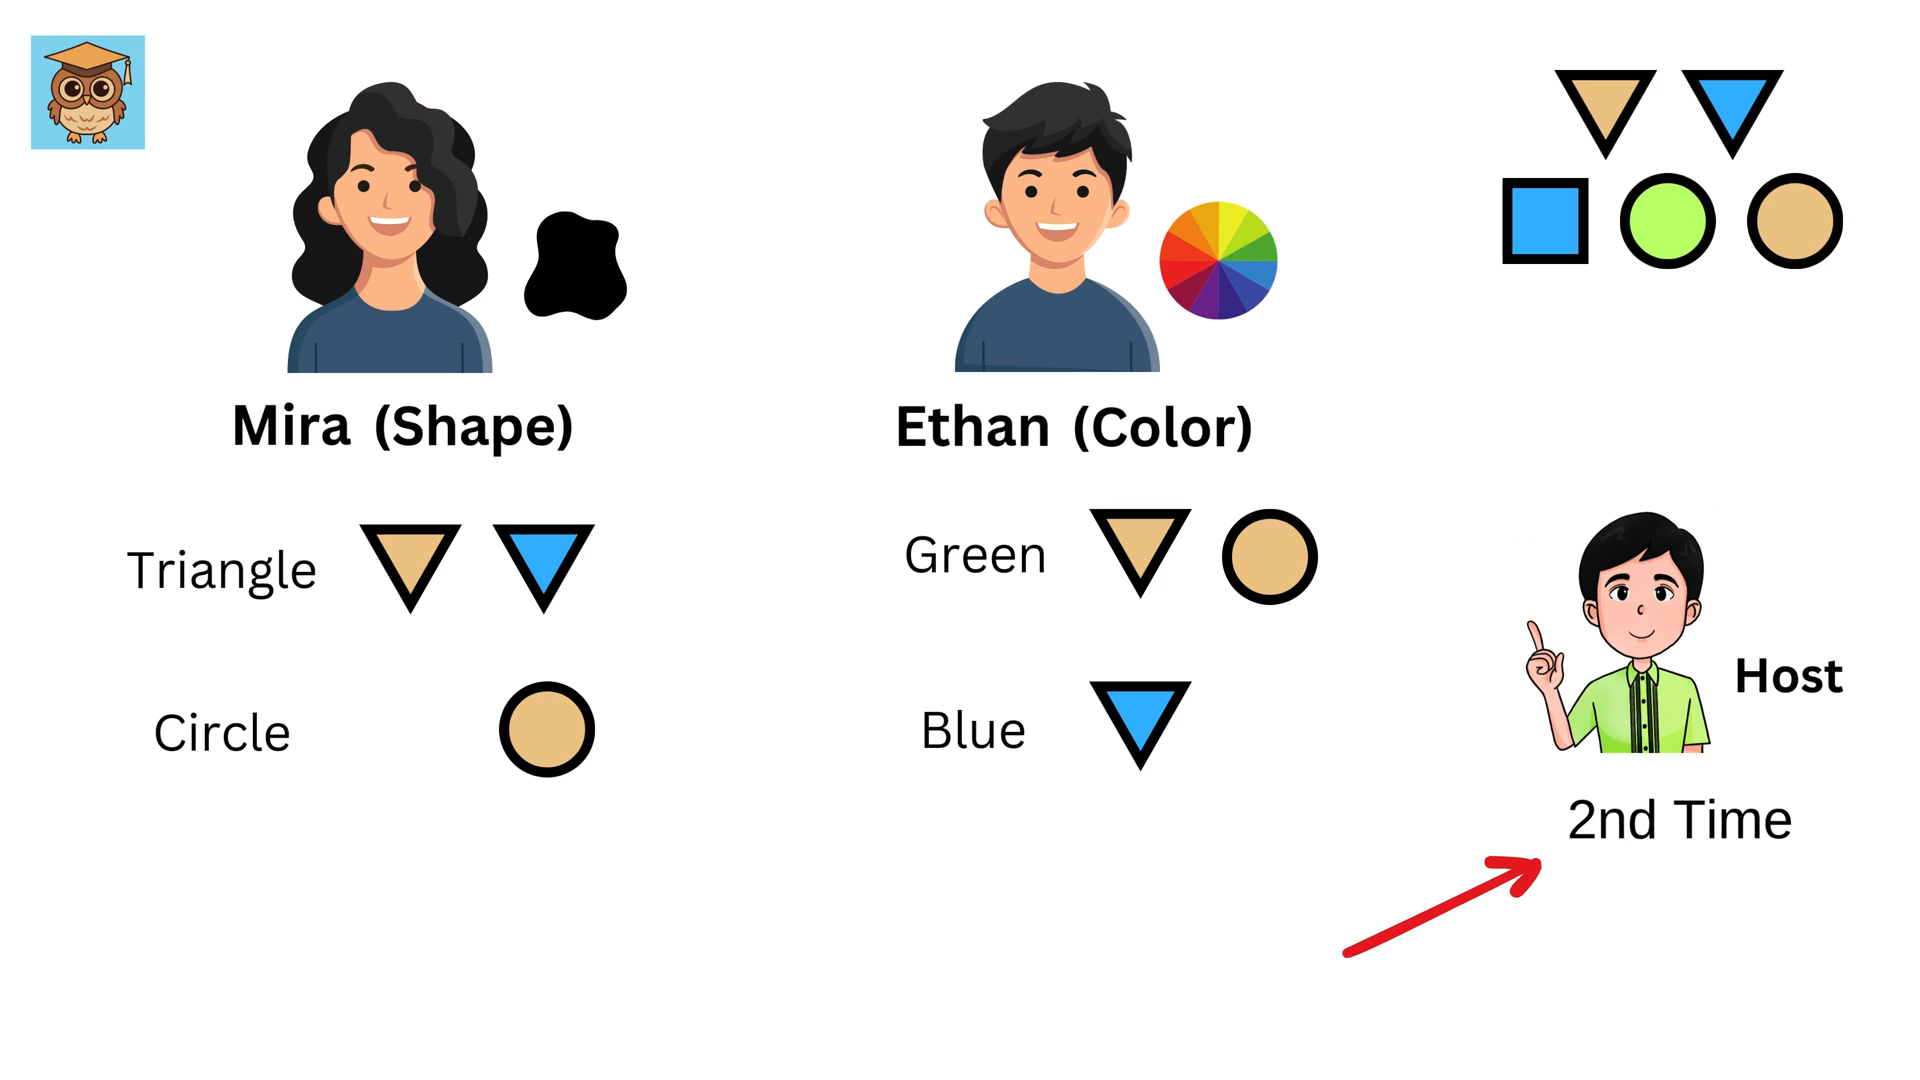 Mira (Shape)
Ethan (Color)
Triangle
Green
Circle
Blue
Host
2nd Time